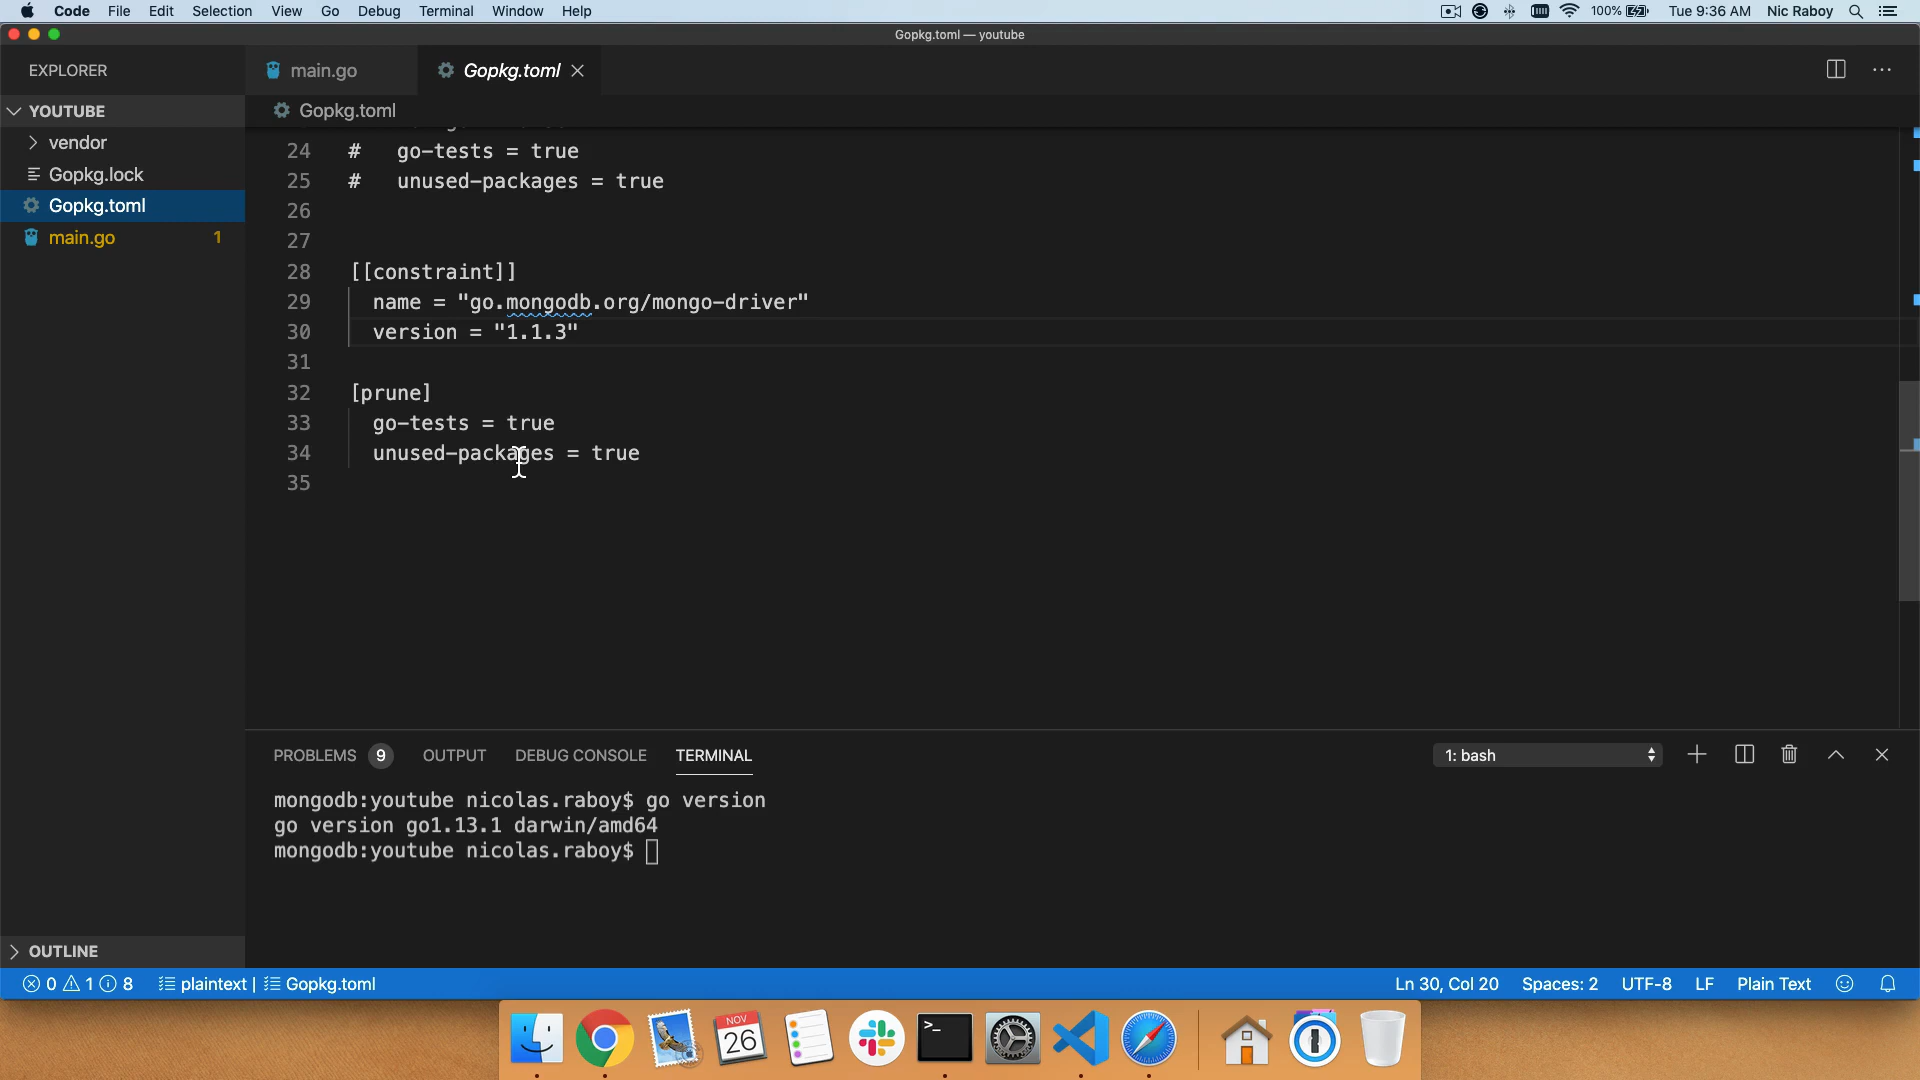 Code File Edit Selection View Go Debug Terminal Window Help 100% Tue 9:36 AM Nic Raboy
Gopkg.toml — youtube
EXPLORER
main.go Gopkg.toml
YOUTUBE
Gopkg.toml
vendor
Gopkg.lock
Gopkg.toml
main.go 1
24 # go-tests = true
25 # unused-packages = true
26
27
28 [[constraint]]
29 name = "go.mongodb.org/mongo-driver"
30 version = "1.1.3"
31
32 [prune]
33 go-tests = true
34 unused-packages = true
35
PROBLEMS 9 OUTPUT DEBUG CONSOLE TERMINAL 1: bash
mongodb:youtube nicolas.raboy$ go version
go version go1.13.1 darwin/amd64
mongodb:youtube nicolas.raboy$
OUTLINE
0 1 8 plaintext | Gopkg.toml Ln 30, Col 20 Spaces: 2 UTF-8 LF Plain Text
NOV
26